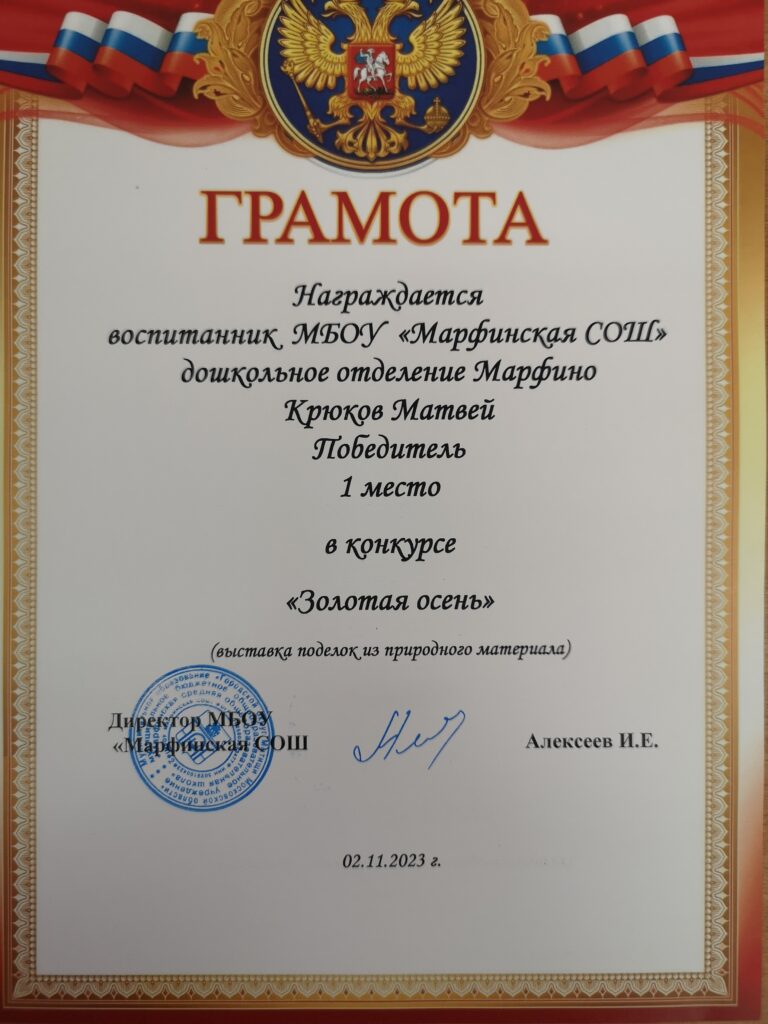 ГРАМОТА
Награждается
воспитанник МБОУ «Марфинская СОШ»
дошкольное отделение Марфино
Крюков Матвей
Победитель
1 место
в конкурсе
«Золотая осень»
(выставка поделок из природного материала)
Директор МБОУ
«Марфинская СОШ
Алексеев И.Е.
02.11.2023 г.